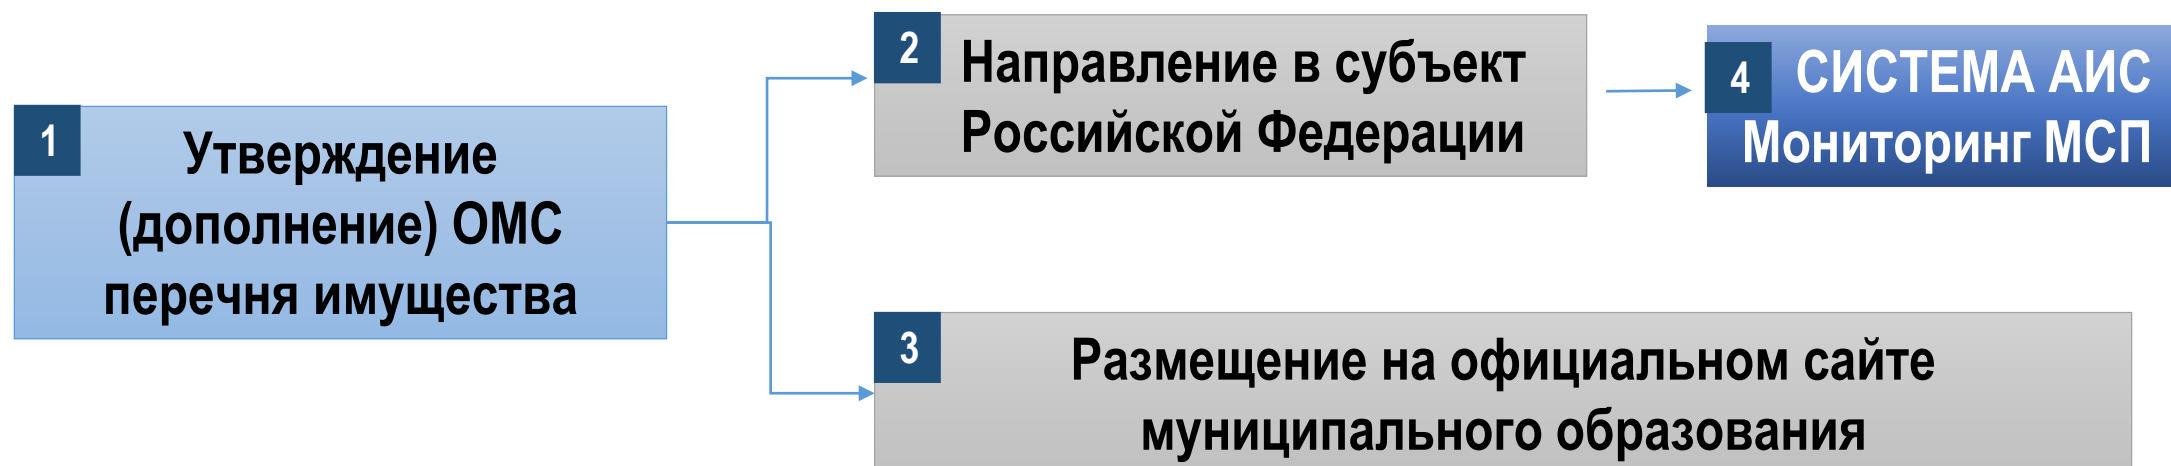 1
Утверждение
(дополнение) ОМС
перечня имущества
2
Направление в субъект
Российской Федерации
4
СИСТЕМА АИС
Мониторинг МСП
3
Размещение на официальном сайте
муниципального образования